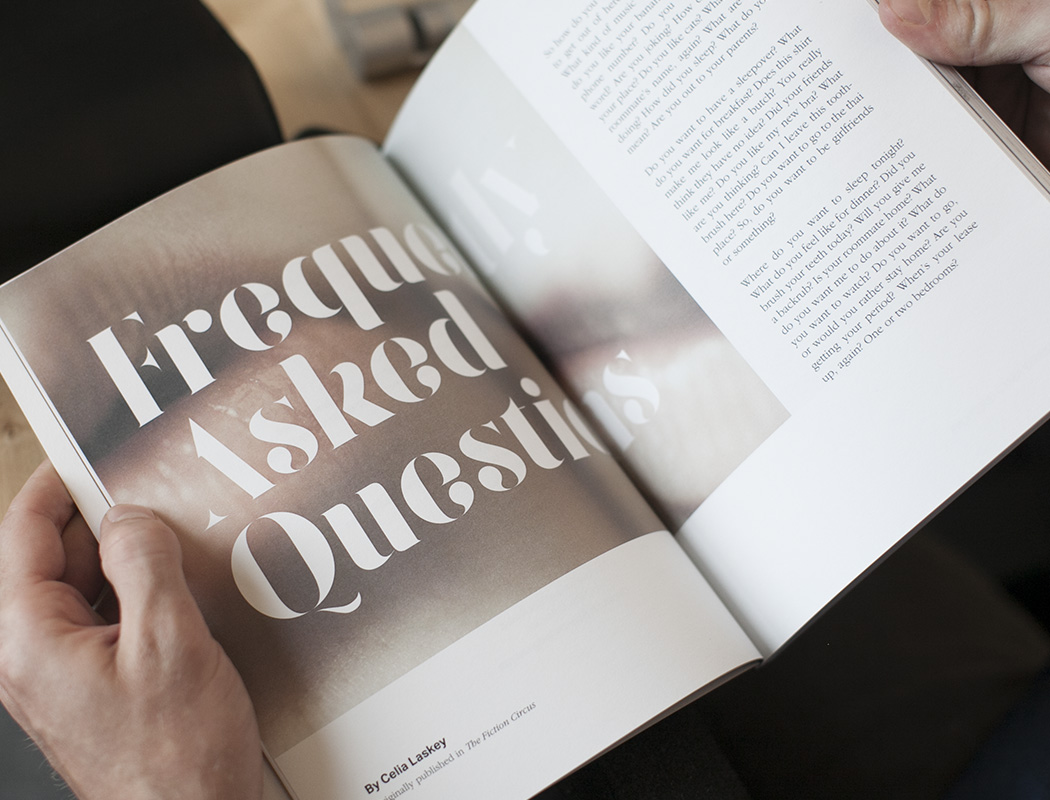 Frequently
Asked
Questions
By Celia Laskey
originally published in The Fiction Circus
So how do you
to get out of here
What kind of music
do you like your
phone number? Do you
word? Are you joking? How
your place? Do you like cats? What
roommate's name, again? What are
doing? How did you sleep? What do yo
mean? Are you out to your parents?
Do you want to have a sleepover? What
do you want for breakfast? Does this shirt
make me look like a butch? You really
think they have no idea? Did your friends
like me? Do you like my new bra? What
are you thinking? Can I leave this tooth-
brush here? Do you want to go to the thai
place? So, do you want to be girlfriends
or something?
Where do you want to sleep tonight?
What do you feel like for dinner? Did you
brush your teeth today? Will you give me
a backrub? Is your roommate home? What
do you want me to do about it? What do
you want to watch? Do you want to go,
or would you rather stay home? Are you
getting your period? When's your lease
up, again? One or two bedrooms?